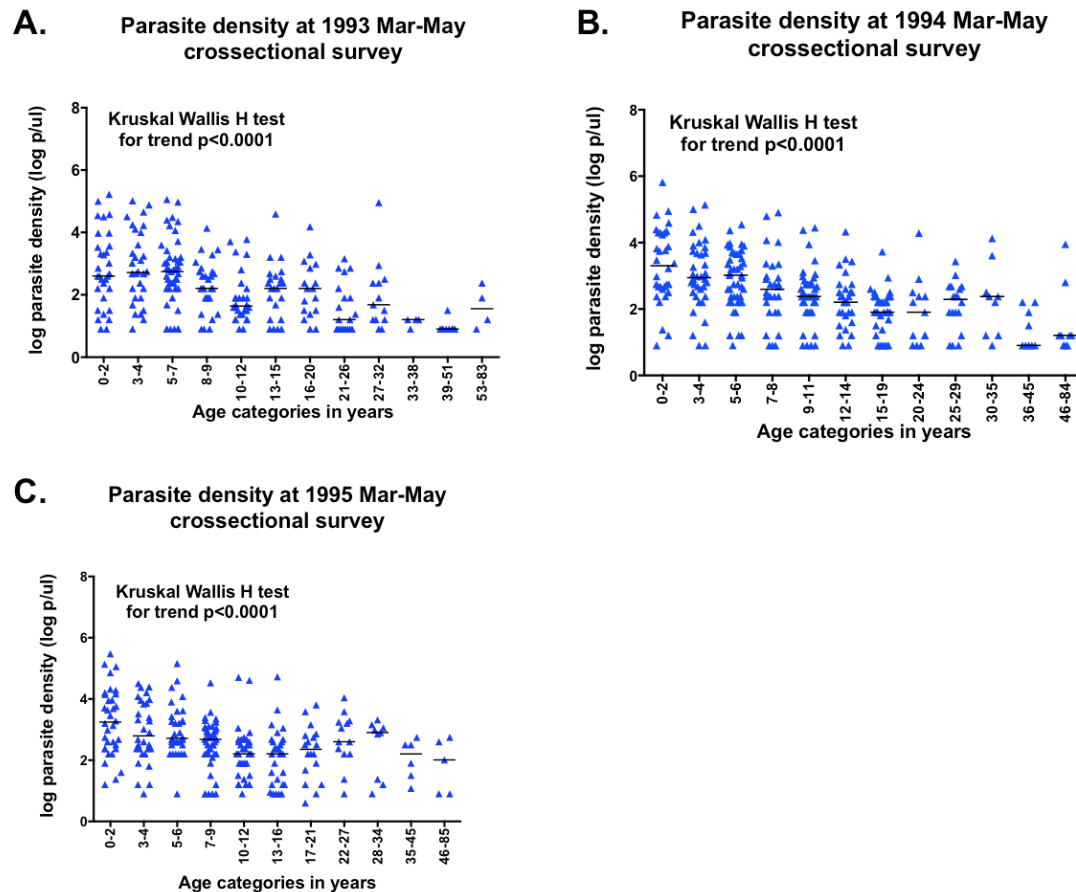 A.
Parasite density at 1993 Mar-May
crossectional survey
Kruskal Wallis H test
for trend p<0.0001
log parasite density (log p/ul)
8
6
4
2
0
0-2
3-4
5-7
8-9
10-12
13-15
16-20
21-26
27-32
33-38
39-51
53-83
Age categories in years
B.
Parasite density at 1994 Mar-May
crossectional survey
Kruskal Wallis H test
for trend p<0.0001
log parasite density (log p/ul)
8
6
4
2
0
0-2
3-4
5-6
7-8
9-11
12-14
15-19
20-24
25-29
30-35
36-45
46-84
Age categories in years
C.
Parasite density at 1995 Mar-May
crossectional survey
Kruskal Wallis H test
for trend p<0.0001
log parasite density (log p/ul)
8
6
4
2
0
0-2
3-4
5-6
7-9
10-12
13-16
17-21
22-27
28-34
35-45
46-85
Age categories in years